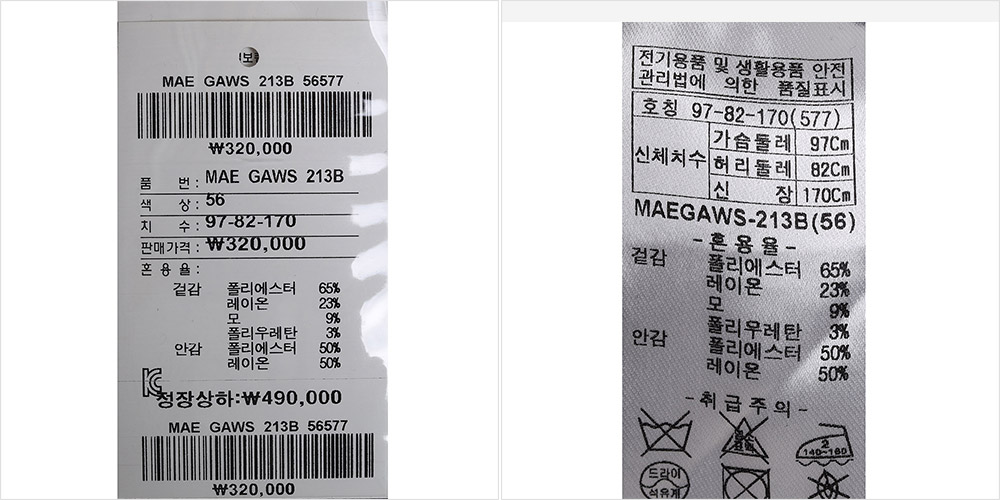 보
MAE GAWS 213B 56577
₩320,000
품 번 : MAE GAWS 213B
색 상 : 56
치 수 : 97-82-170
판매가격 : ₩320,000
혼 용 율 :
겉감 폴리에스터 65%
레이온 23%
모 9%
폴리우레탄 3%
안감 폴리에스터 50%
레이온 50%
KC
정장상하:₩490,000
MAE GAWS 213B 56577
₩320,000
전기용품 및 생활용품 안전
관리법에 의한 품질표시
호칭 97-82-170(577)
신체치수 가슴둘레 97Cm
허리둘레 82Cm
신 장 170Cm
MAEGAWS-213B(56)
- 혼 용 율 -
겉감 폴리에스터 65%
레이온 23%
모 9%
폴리우레탄 3%
안감 폴리에스터 50%
레이온 50%
- 취 급 주 의 -
염소
표백
2
140~160
드라이
석유계